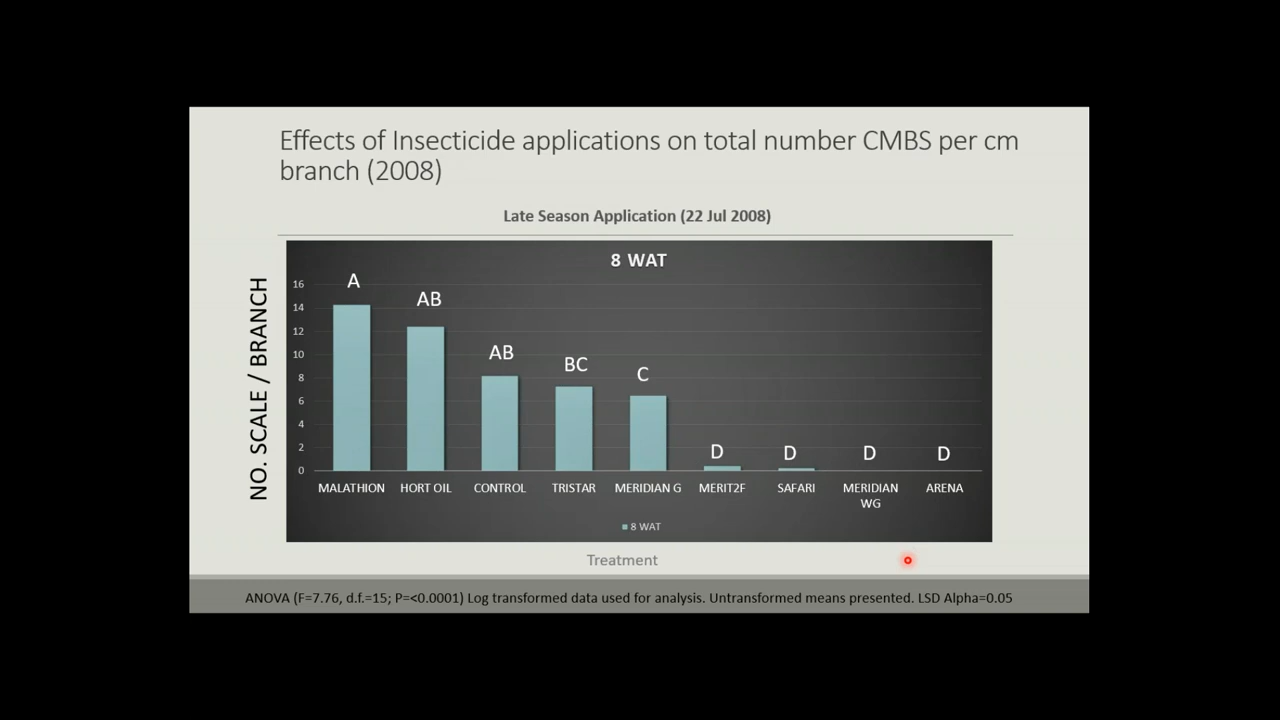 Effects of Insecticide applications on total number CMBS per cm
branch (2008)
Late Season Application (22 Jul 2008)
8 WAT
NO. SCALE / BRANCH
16
14
12
10
8
6
4
2
0
A
AB
AB
BC
C
D
D
D
D
MALATHION
HORT OIL
CONTROL
TRISTAR
MERIDIAN G
MERIT2F
SAFARI
MERIDIAN
WG
ARENA
8 WAT
Treatment
ANOVA (F=7.76, d.f.=15; P=<0.0001) Log transformed data used for analysis. Untransformed means presented. LSD Alpha=0.05